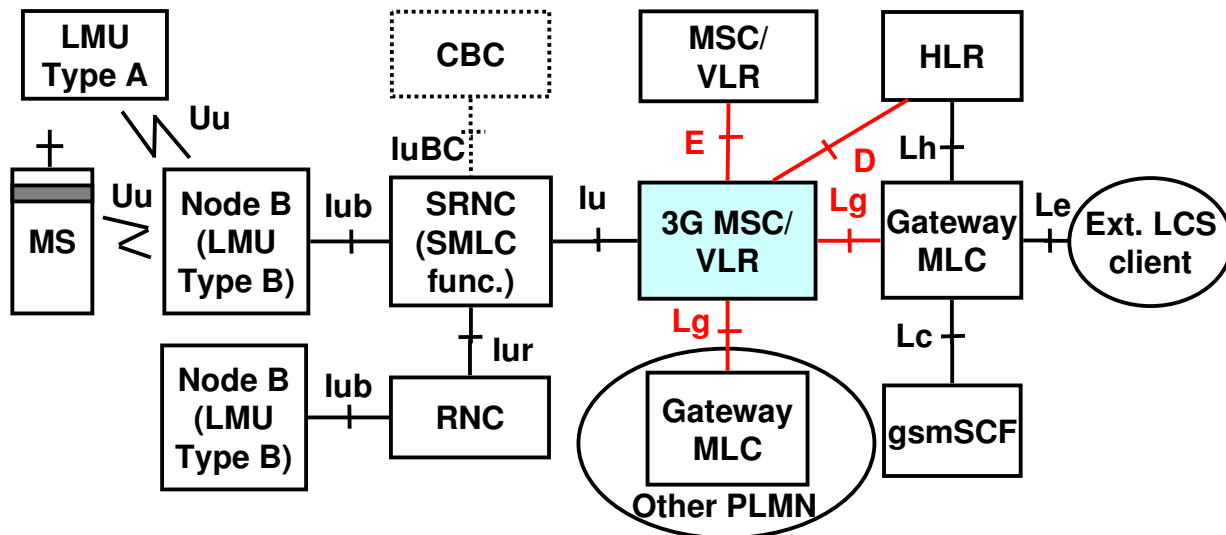 LMU
Type A
CBC
MSC/
VLR
HLR
Uu
IuBC
E
D
Lh
Uu
MS
Node B
(LMU
Type B)
Iub
SRNC
(SMLC
func.)
Iu
3G MSC/
VLR
Lg
Gateway
MLC
Le
Ext. LCS
client
Lg
Lc
Iur
Node B
(LMU
Type B)
Iub
RNC
Gateway
MLC
Other PLMN
gsmSCF